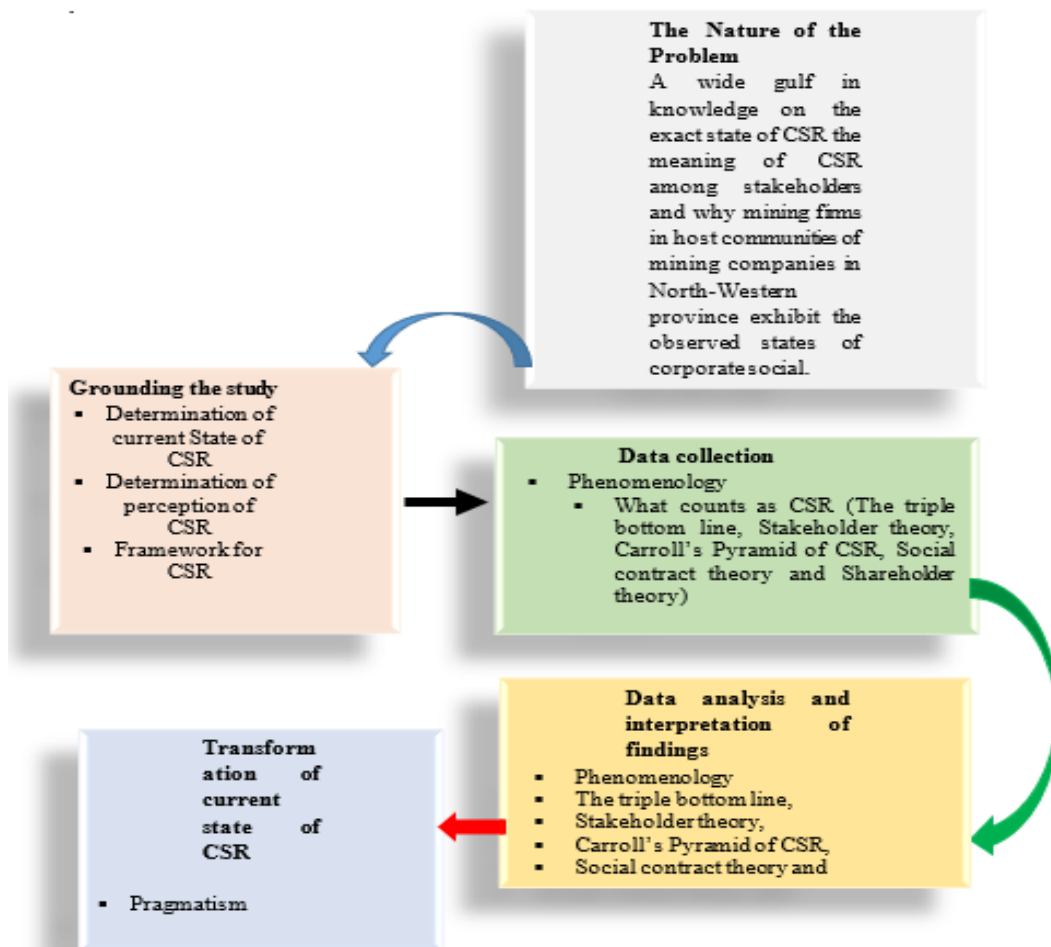 The Nature of the
Problem
A wide gulf in
knowledge on the
exact state of CSR the
meaning of CSR
among stakeholders
and why mining firms
in host communities of
mining companies in
North-Western
province exhibit the
observed states of
corporate social.
Grounding the study
▪ Determination of
current State of
CSR
▪ Determination of
perception of
CSR
▪ Framework for
CSR
Data collection
▪ Phenomenology
▪ What counts as CSR (The triple
bottom line, Stakeholder theory,
Carroll’s Pyramid of CSR, Social
contract theory and Shareholder
theory)
Data analysis and
interpretation of
findings
▪ Phenomenology
▪ The triple bottom line,
▪ Stakeholder theory,
▪ Carroll’s Pyramid of CSR,
▪ Social contract theory and
Transform
ation of
current
state of
CSR
▪ Pragmatism